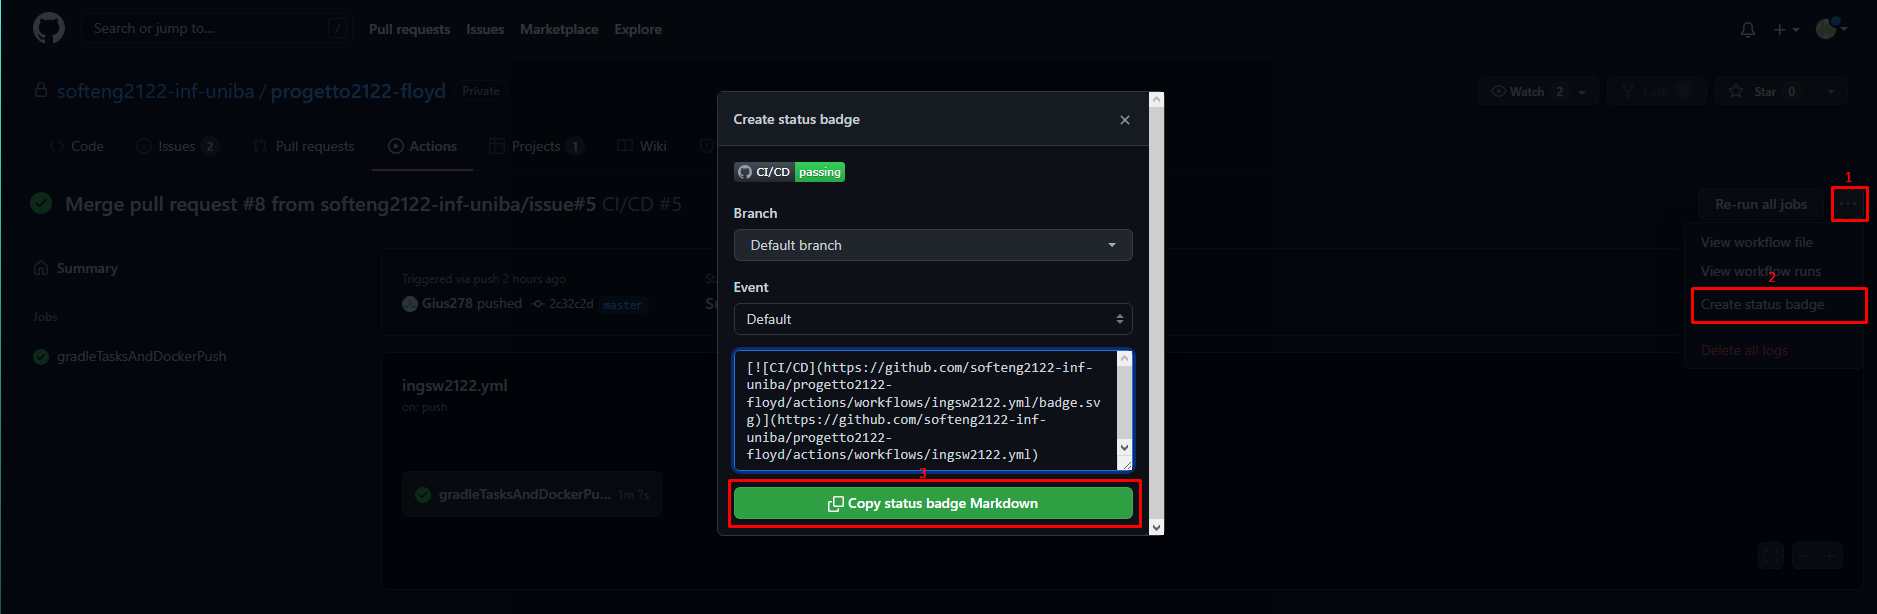 Search or jump to... /
Pull requests Issues Marketplace Explore
softeng2122-inf-uniba / progetto2122-floyd Private
Watch 2 Fork 0 Star 0
Code Issues 2 Pull requests Actions Projects 1 Wiki
Merge pull request #8 from softeng2122-inf-uniba/issue#5 CI/CD #5
Re-run all jobs
1
View workflow file
View workflow runs
2
Create status badge
Delete all logs
Summary
Jobs
gradleTasksAndDockerPush
Triggered via push 2 hours ago
Gius278 pushed 2c32c2d master
ingsw2122.yml
on: push
gradleTasksAndDockerPu... 1m 7s
Create status badge
CI/CD passing
Branch
Default branch
Event
Default
[![CI/CD](https://github.com/softeng2122-inf-
uniba/progetto2122-
floyd/actions/workflows/ingsw2122.yml/badge.sv
g)](https://github.com/softeng2122-inf-
uniba/progetto2122-
floyd/actions/workflows/ingsw2122.yml)
3
Copy status badge Markdown